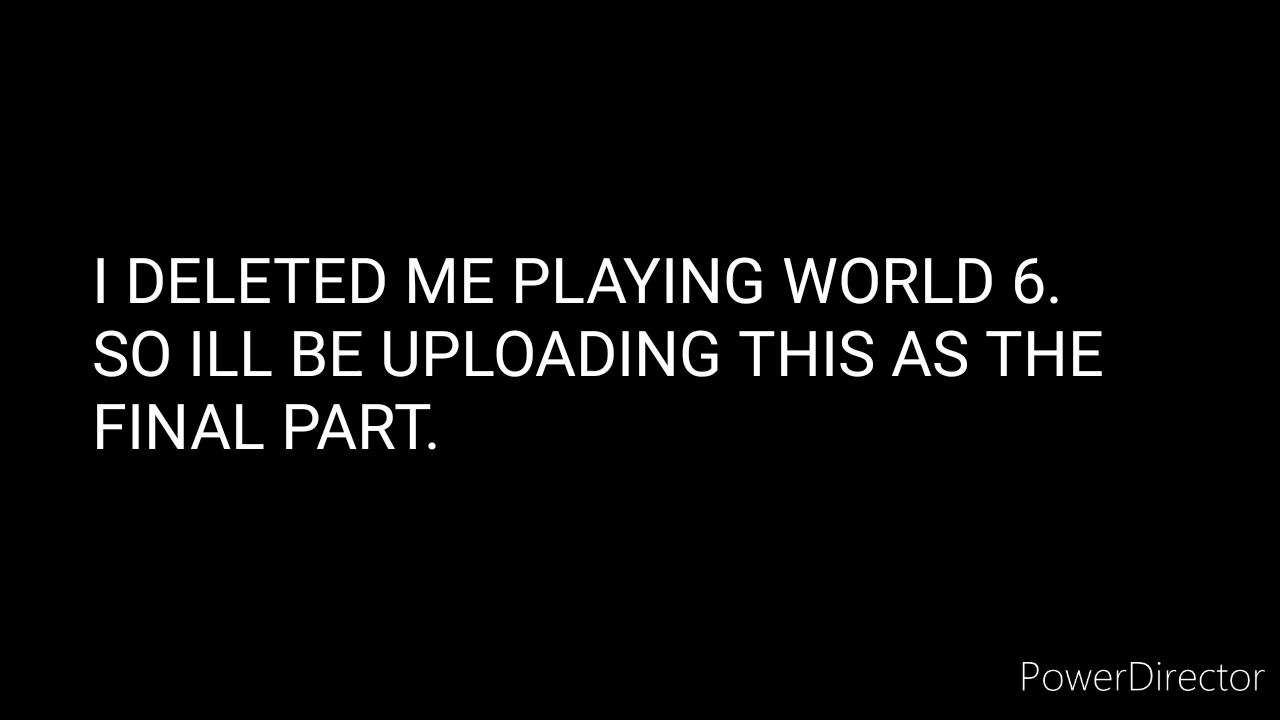 I DELETED ME PLAYING WORLD 6.
SO ILL BE UPLOADING THIS AS THE
FINAL PART.
PowerDirector